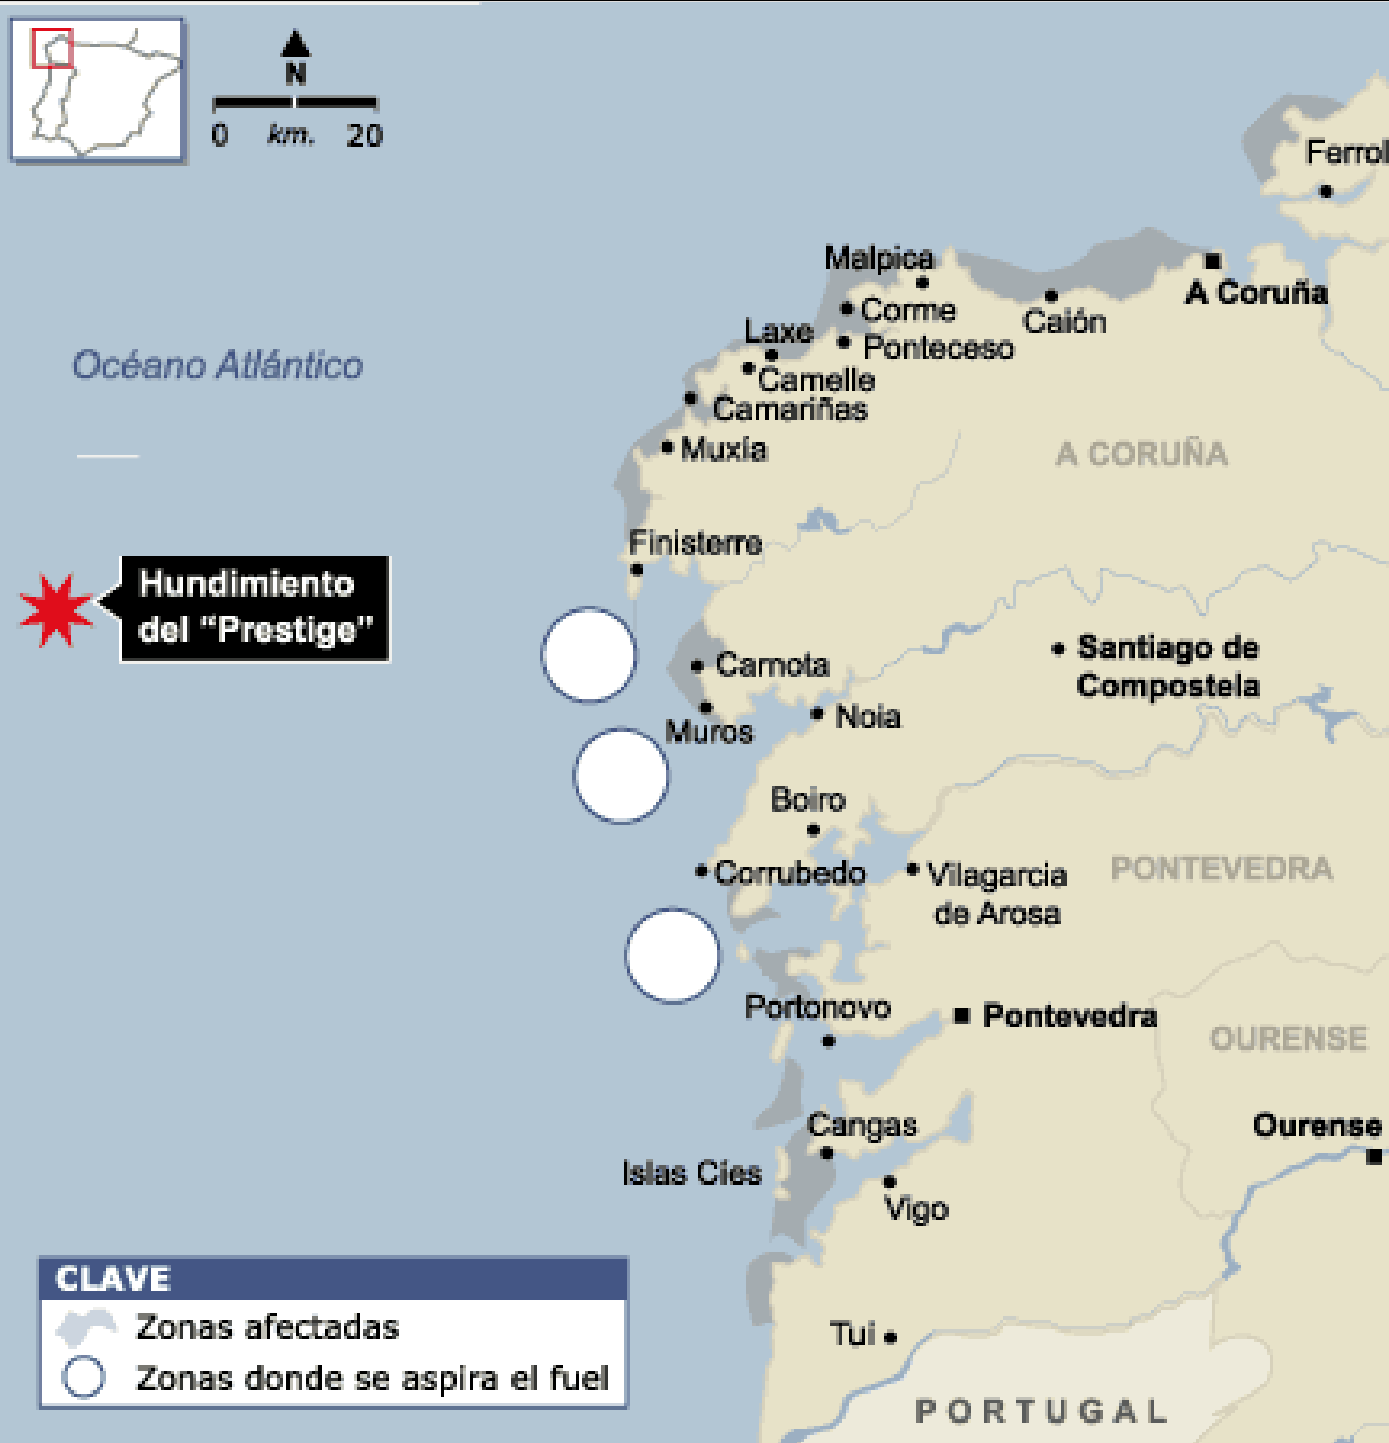 N
0 km. 20
Ferrol
Malpica
A Coruña
Corme
Caión
Laxe
Ponteceso
Océano Atlántico
Camelle
Camariñas
Muxía
A CORUÑA
Finisterre
Hundimiento
del “Prestige”
Santiago de
Compostela
Carnota
Noia
Muros
Boiro
Corrubedo
Vilagarcia
de Arosa
PONTEVEDRA
Portonovo
Pontevedra
OURENSE
Cangas
Ourense
Islas Cíes
Vigo
CLAVE
Zonas afectadas
Zonas donde se aspira el fuel
Tui
PORTUGAL